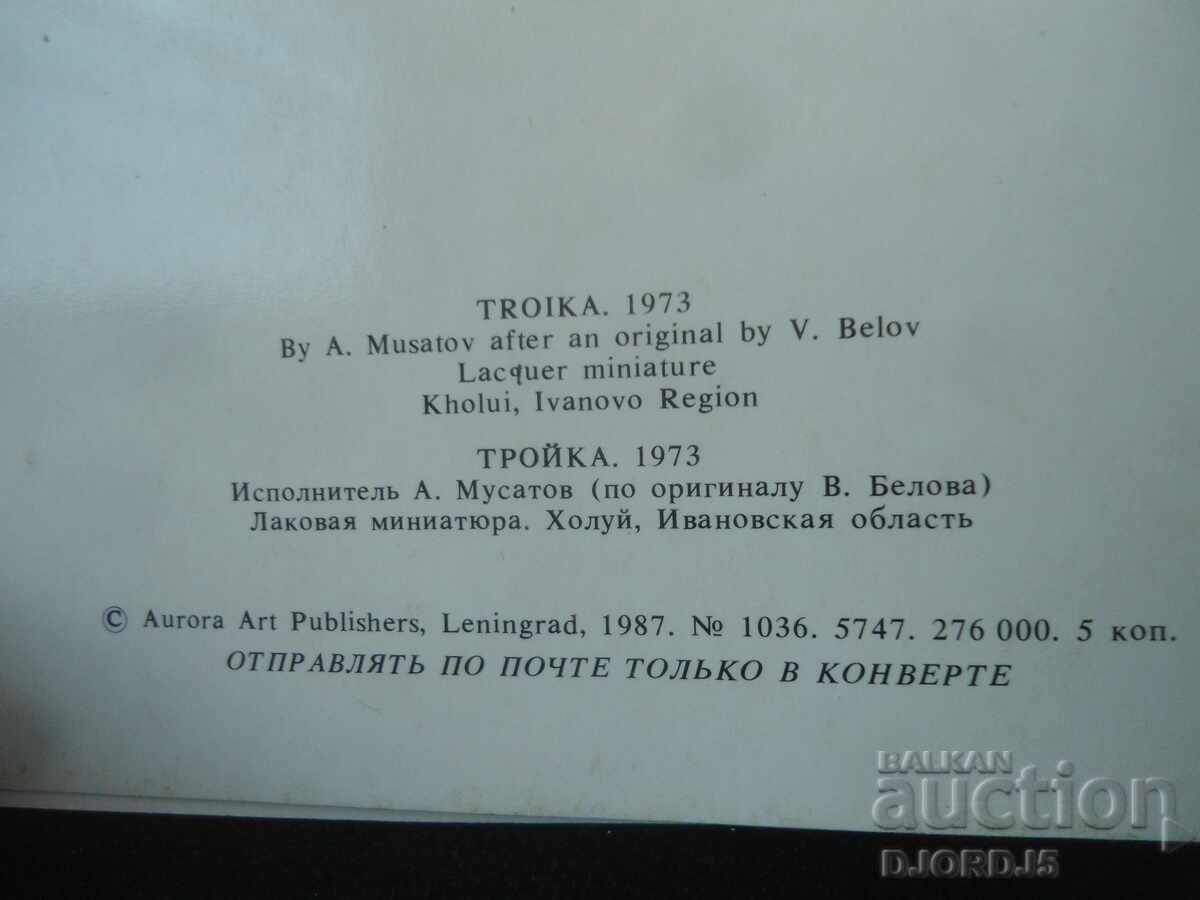 TROIKA. 1973
By A. Musatov after an original by V. Belov
Lacquer miniature
Kholui, Ivanovo Region
ТРОЙКА. 1973
Исполнитель А. Мусатов (по оригиналу В. Белова)
Лаковая миниатюра. Холуй, Ивановская область
© Aurora Art Publishers, Leningrad, 1987. № 1036. 5747. 276 000. 5 коп.
ОТПРАВЛЯТЬ ПО ПОЧТЕ ТОЛЬКО В КОНВЕРТЕ
BALKAN
auction
DJORDJ5